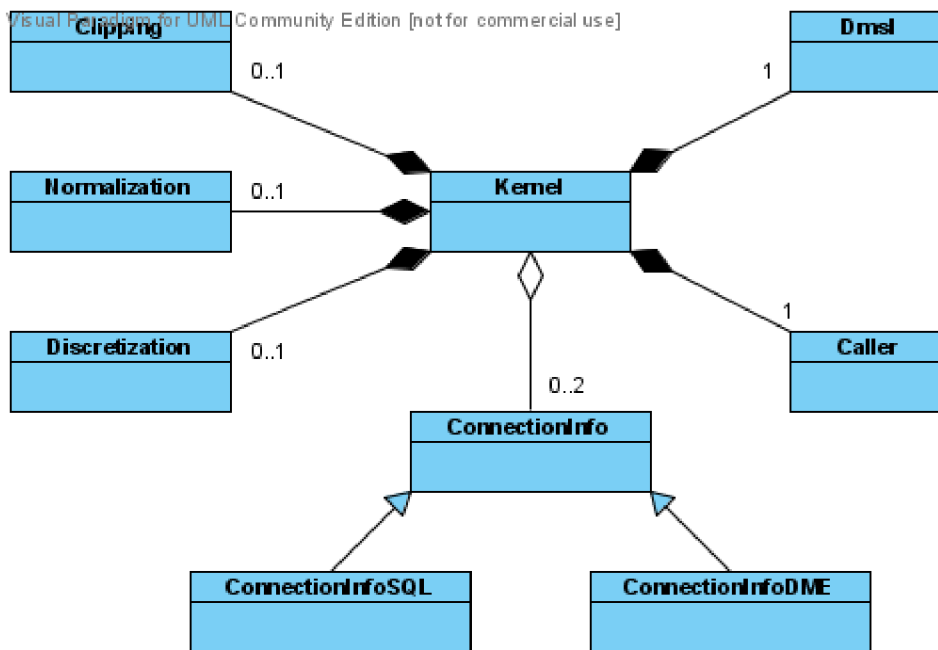 Visual Paradigm for UML Community Edition [not for commercial use]
Clipping
Dmsl
0..1
1
Normalization
0..1
Kernel
Discretization
0..1
1
Caller
0..2
ConnectionInfo
ConnectionInfoSQL
ConnectionInfoDME